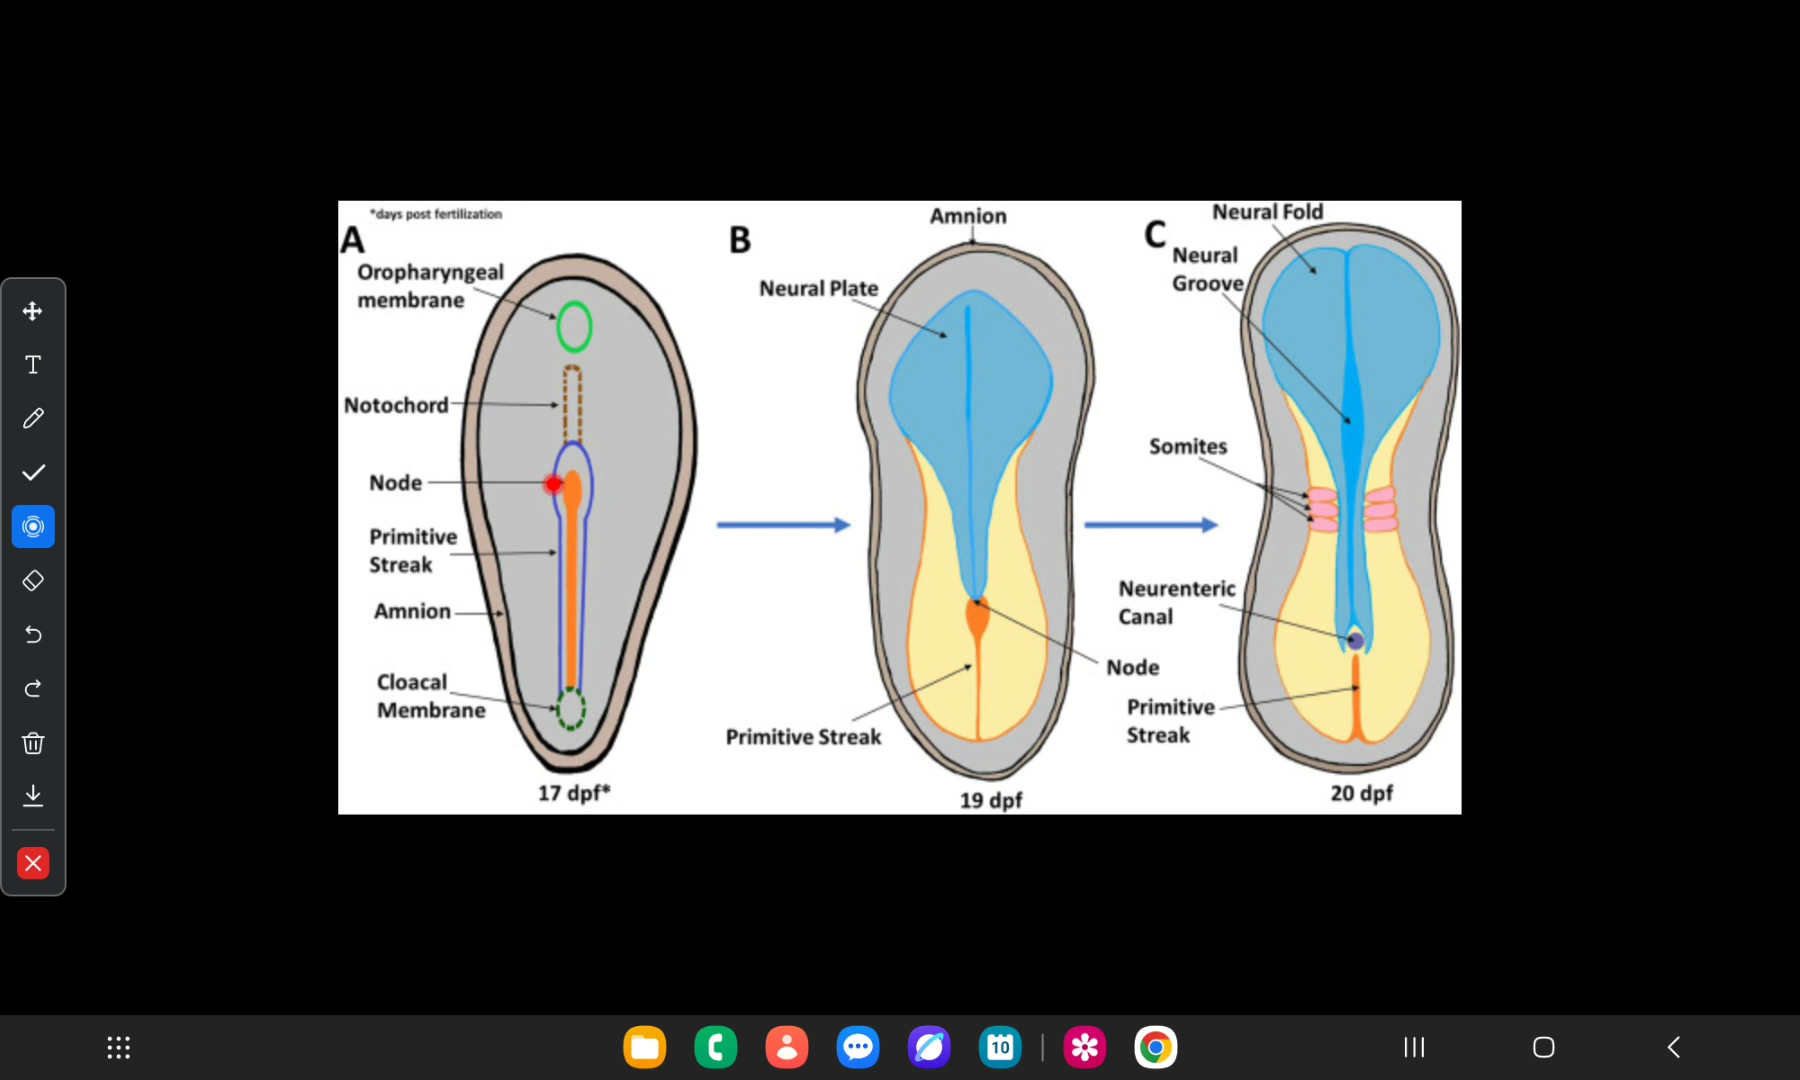 *days post fertilization
A
Oropharyngeal
membrane
Notochord
Node
Primitive
Streak
Amnion
Cloacal
Membrane
17 dpf*
B
Amnion
Neural Plate
Node
Primitive Streak
19 dpf
C
Neural Fold
Neural
Groove
Somites
Neurenteric
Canal
Primitive
Streak
20 dpf
T
10